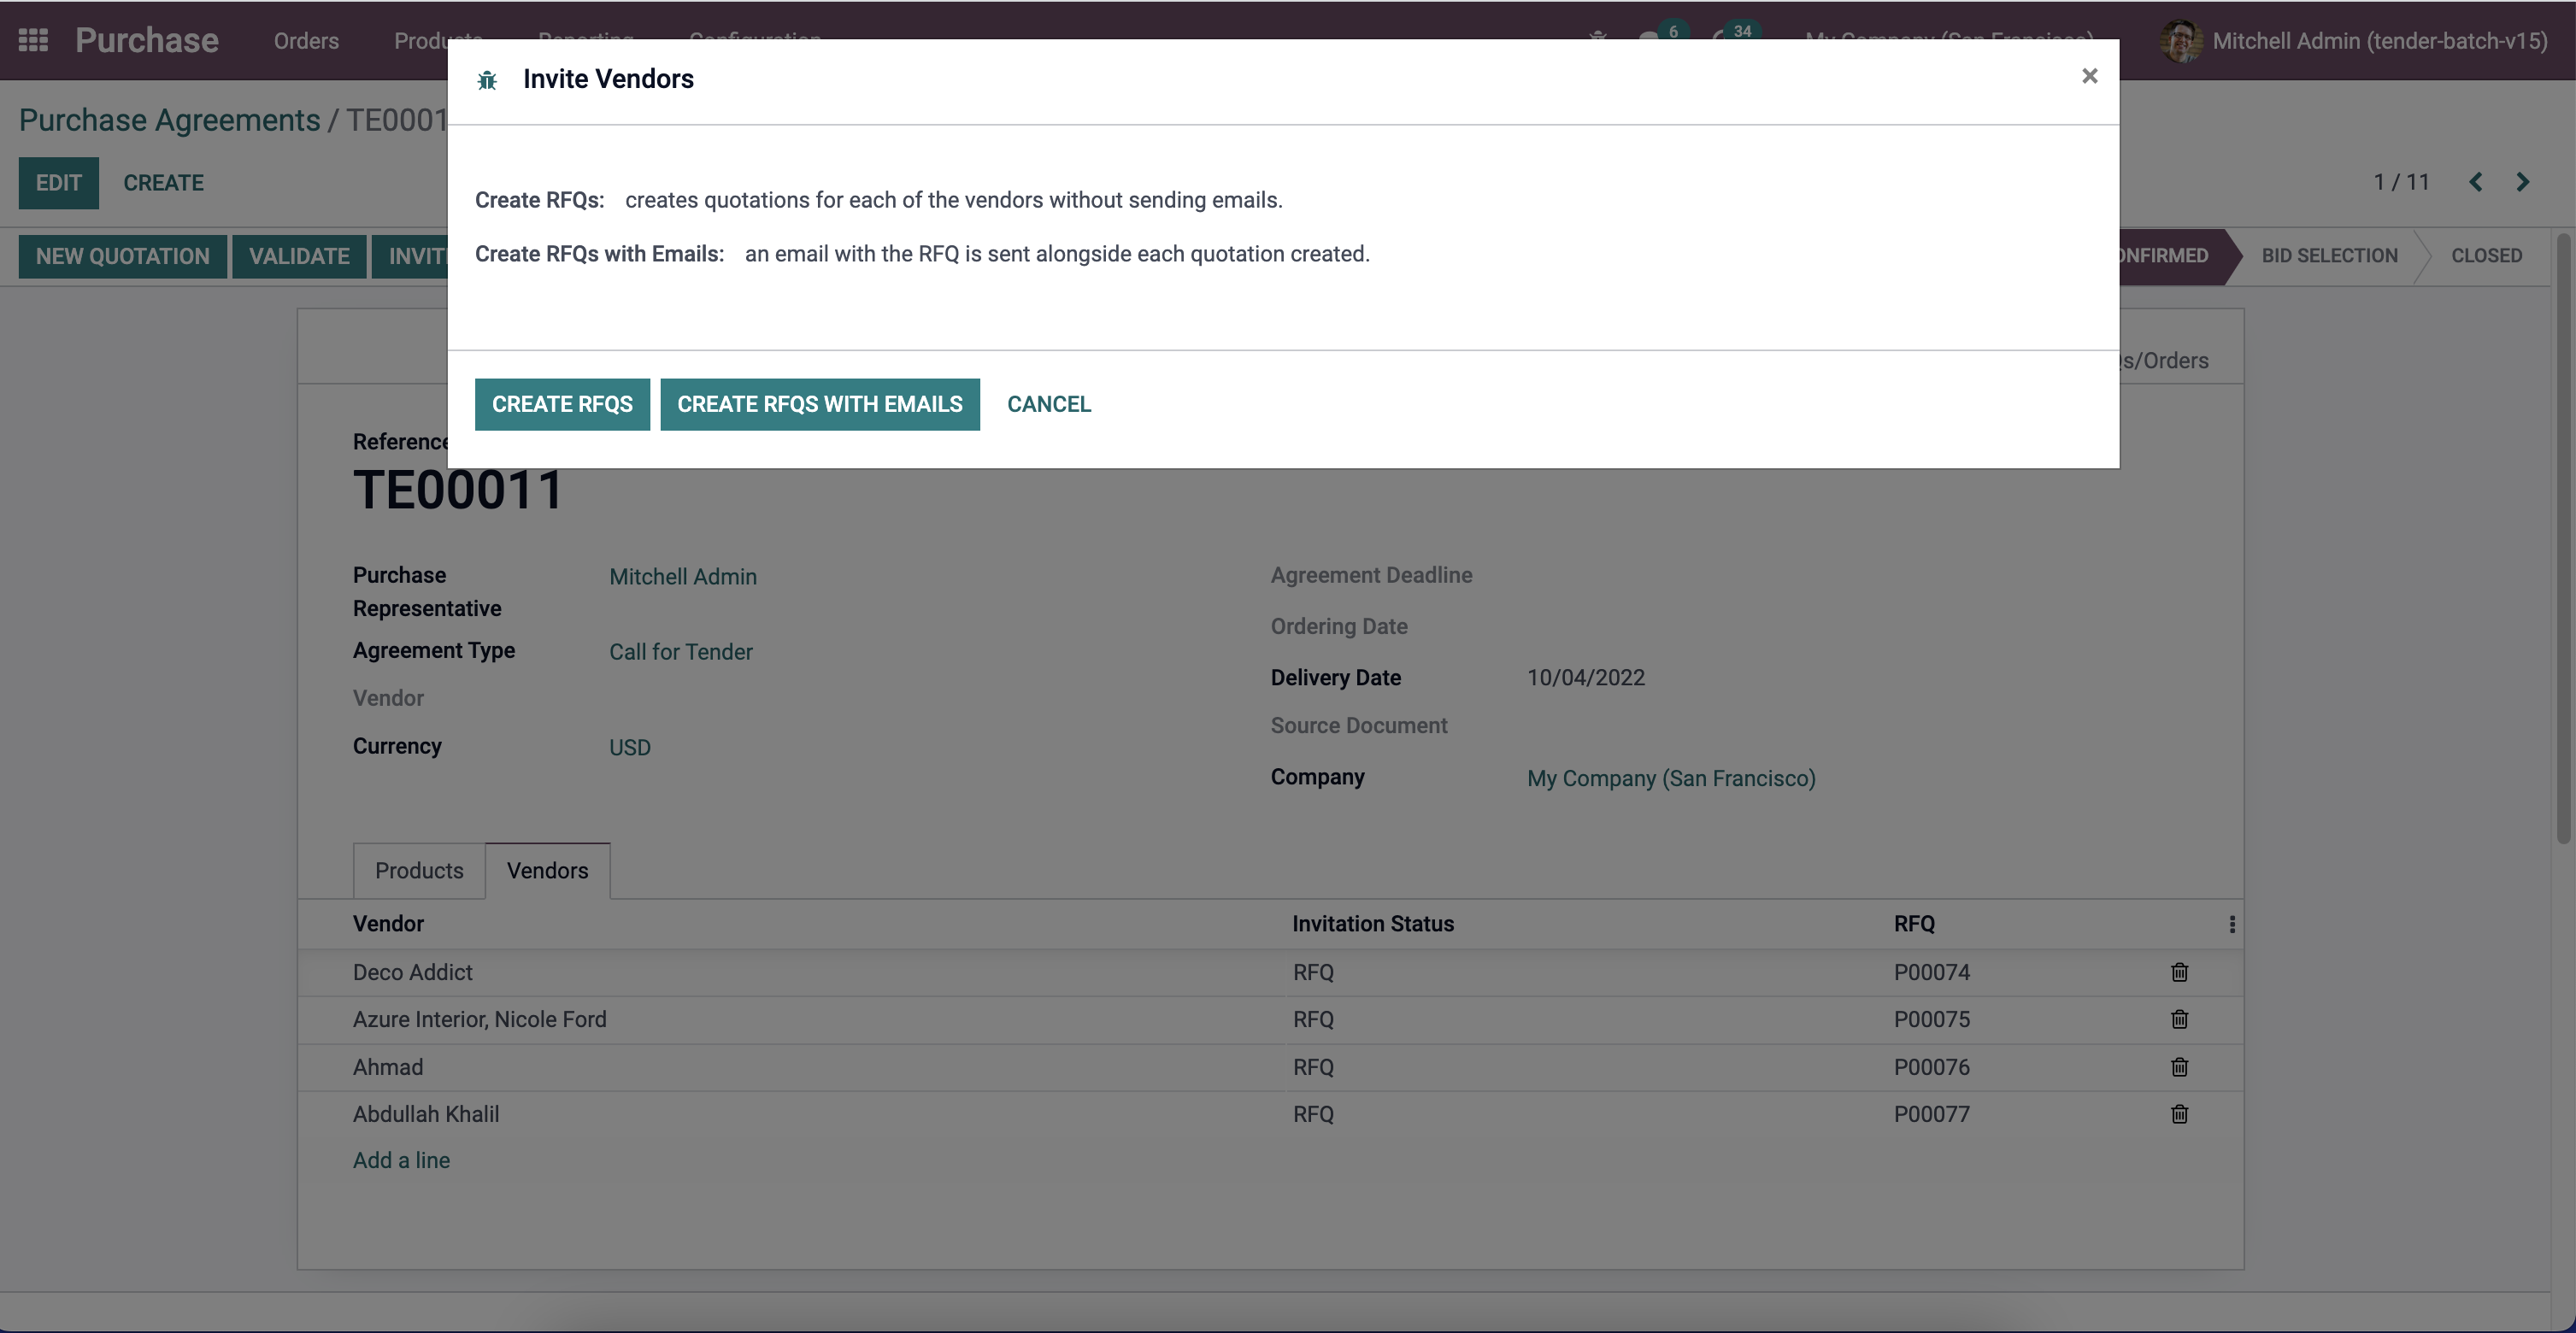 Purchase Orders 6 34 Mitchell Admin (tender-batch-v15)
Invite Vendors ×
Purchase Agreements / TE0001
EDIT CREATE 1 / 11
Create RFQs: creates quotations for each of the vendors without sending emails.
Create RFQs with Emails: an email with the RFQ is sent alongside each quotation created.
NEW QUOTATION VALIDATE INVIT ONFIRMED BID SELECTION CLOSED
s/Orders
CREATE RFQS CREATE RFQS WITH EMAILS CANCEL
Reference
TE00011
Purchase Representative Mitchell Admin
Agreement Type Call for Tender
Vendor
Currency USD
Agreement Deadline
Ordering Date
Delivery Date 10/04/2022
Source Document
Company My Company (San Francisco)
Products Vendors
Vendor Invitation Status RFQ
Deco Addict RFQ P00074
Azure Interior, Nicole Ford RFQ P00075
Ahmad RFQ P00076
Abdullah Khalil RFQ P00077
Add a line